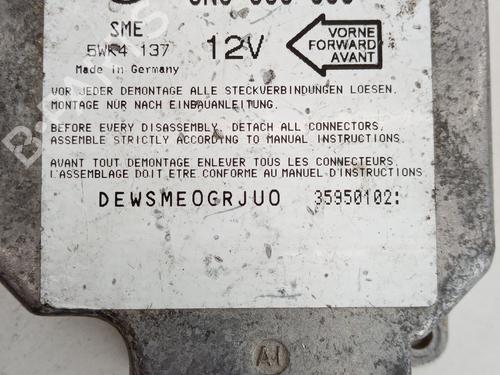 SME
5WK4 137
Made in Germany
12V
VORNE
FORWARD
AVANT
VOR JEDER DEMONTAGE ALLE STECKVERBINDUNGEN LOESEN.
MONTAGE NUR NACH EINBAUANLEITUNG.
BEFORE EVERY DISASSEMBLY, DETACH ALL CONNECTORS,
ASSEMBLE STRICTLY ACCORDING TO MANUAL INSTRUCTIONS.
AVANT TOUT DEMONTAGE ENLEVER TOUS LES CONNECTEURS.
L'ASSEMBLAGE DOIT ETRE CONFORME AU MANUEL D'INSTRUCTIONS
DEWSMEOGRJUO 35950102: